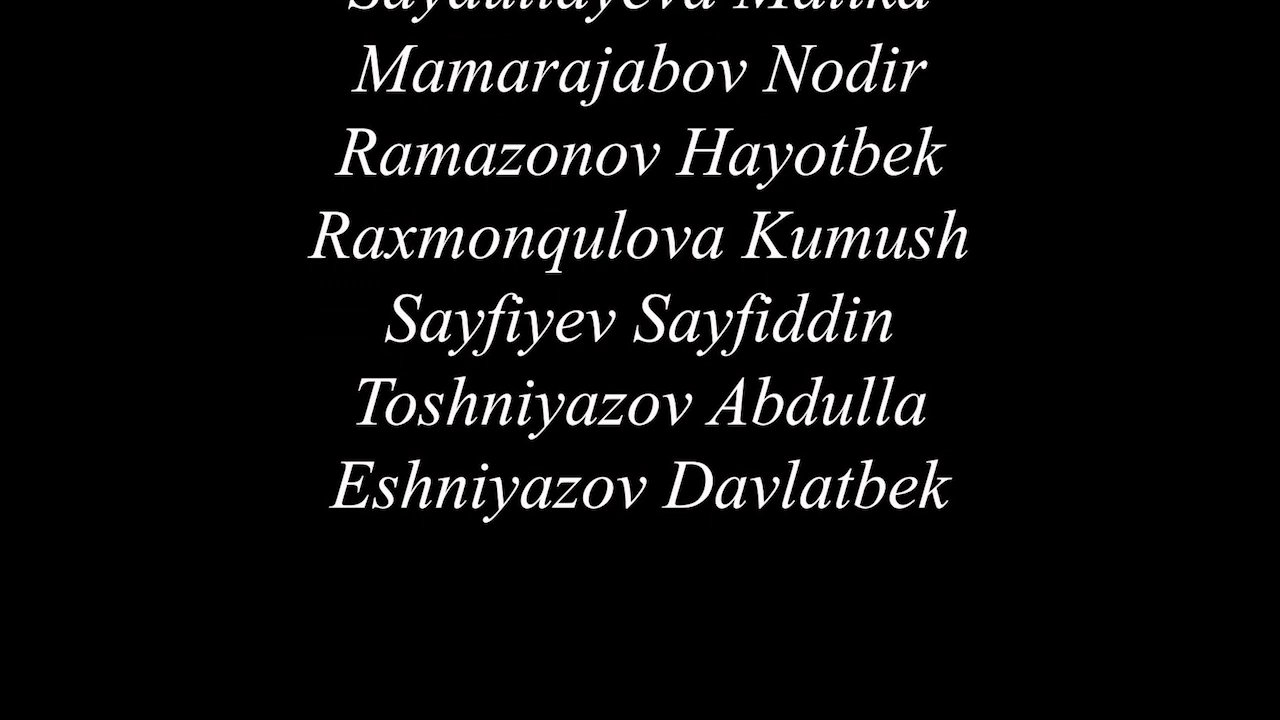 Mamarajabov Nodir
Ramazonov Hayotbek
Raxmonqulova Kumush
Sayfiyev Sayfiddin
Toshniyazov Abdulla
Eshniyazov Davlatbek